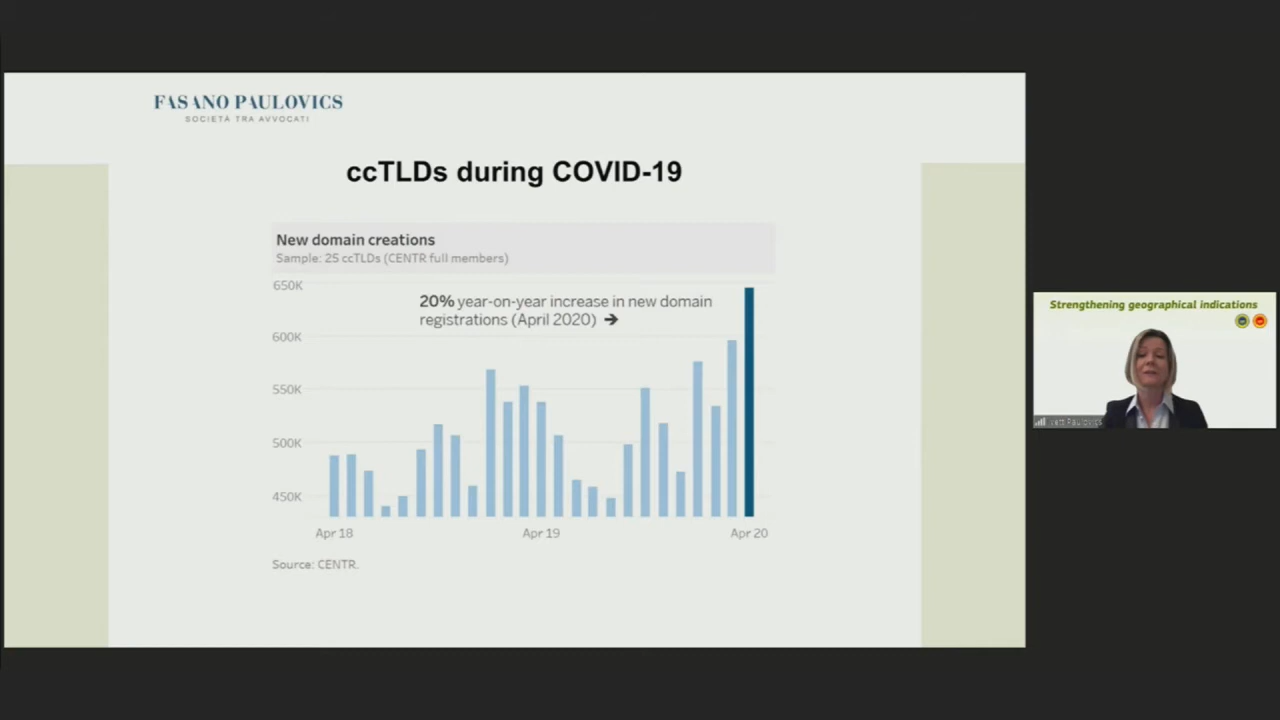 FASANO PAULOVICS
SOCIETÀ TRA AVVOCATI
ccTLDs during COVID-19
New domain creations
Sample: 25 ccTLDs (CENTR full members)
650K
20% year-on-year increase in new domain
registrations (April 2020) →
600K
550K
500K
450K
Apr 18
Apr 19
Apr 20
Source: CENTR.
Strengthening geographical indications
Paulovics